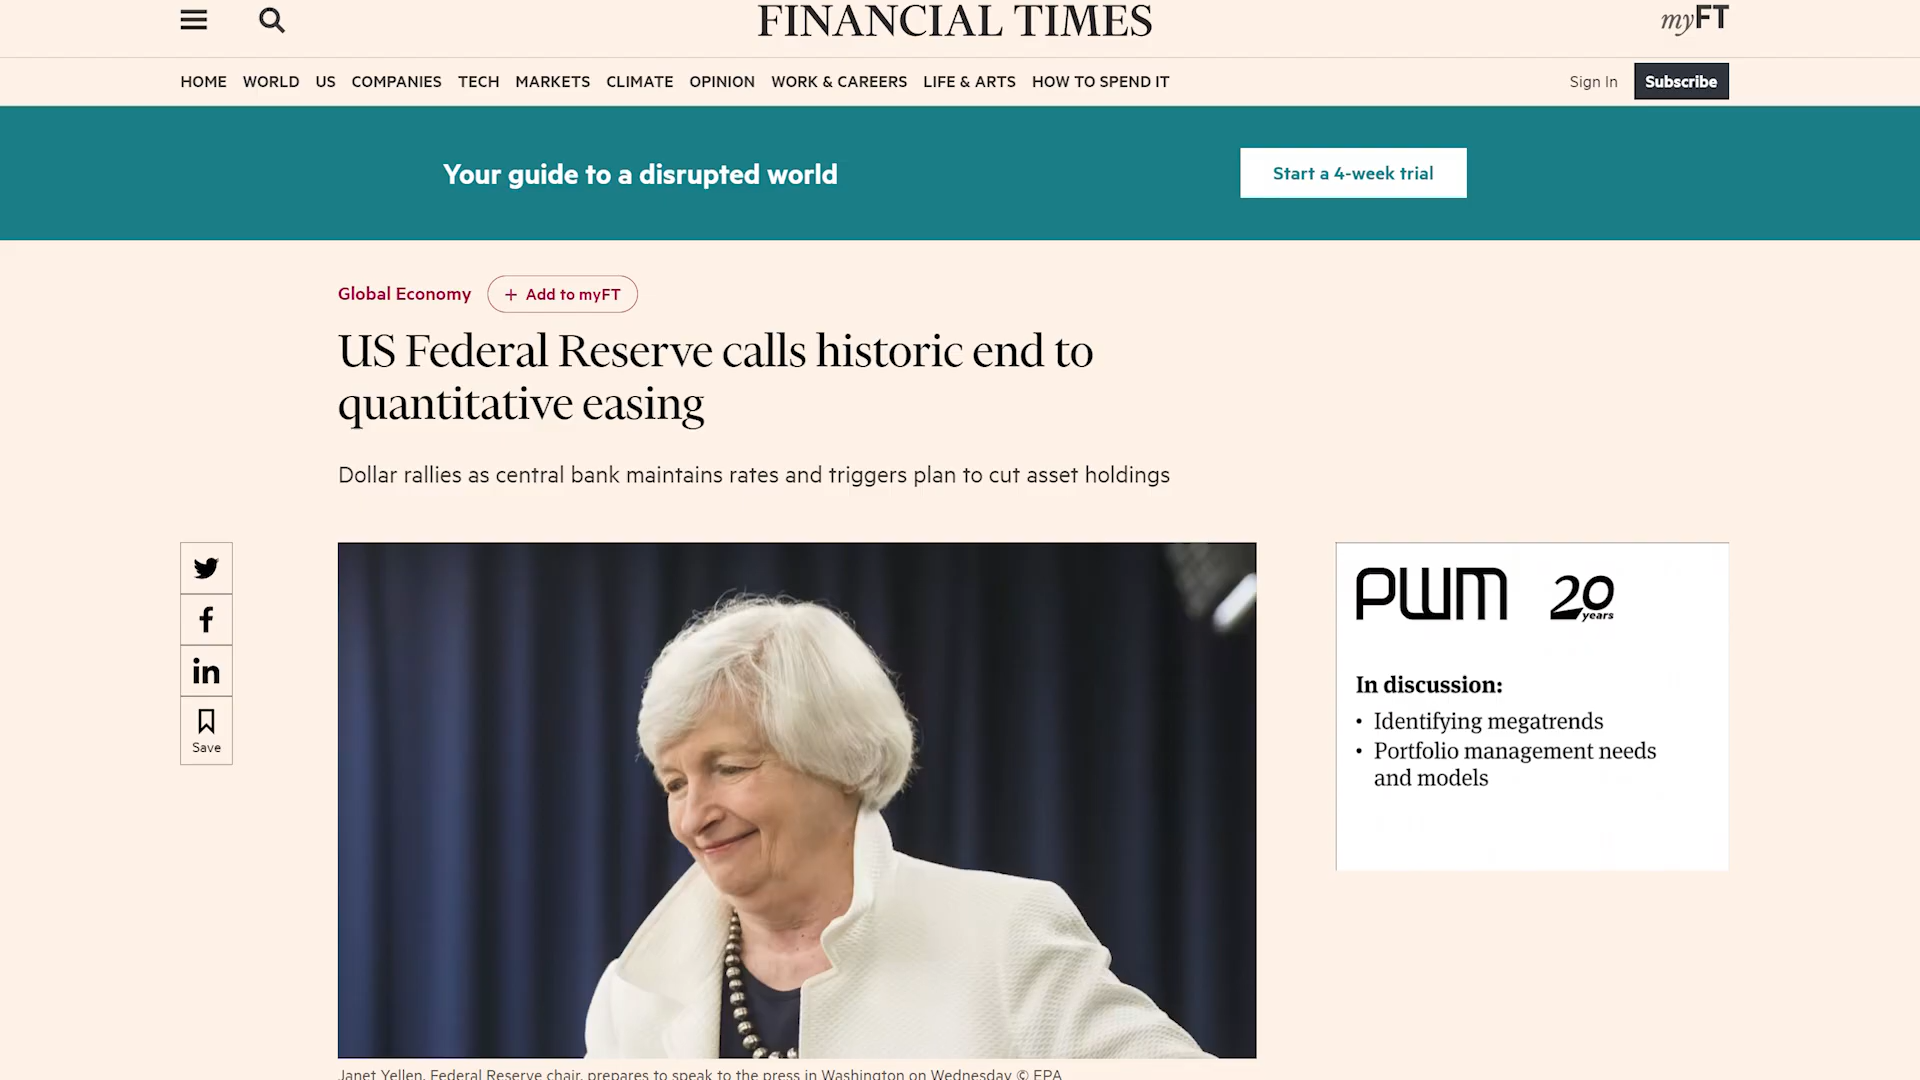 FINANCIAL TIMES
myFT
HOME WORLD US COMPANIES TECH MARKETS CLIMATE OPINION WORK & CAREERS LIFE & ARTS HOW TO SPEND IT
Sign In
Subscribe
Your guide to a disrupted world
Start a 4-week trial
Global Economy
+ Add to myFT
US Federal Reserve calls historic end to
quantitative easing
Dollar rallies as central bank maintains rates and triggers plan to cut asset holdings
Save
PWM
20
years
In discussion:
• Identifying megatrends
• Portfolio management needs
and models
Janet Yellen, Federal Reserve chair, prepares to speak to the press in Washington on Wednesday © EPA